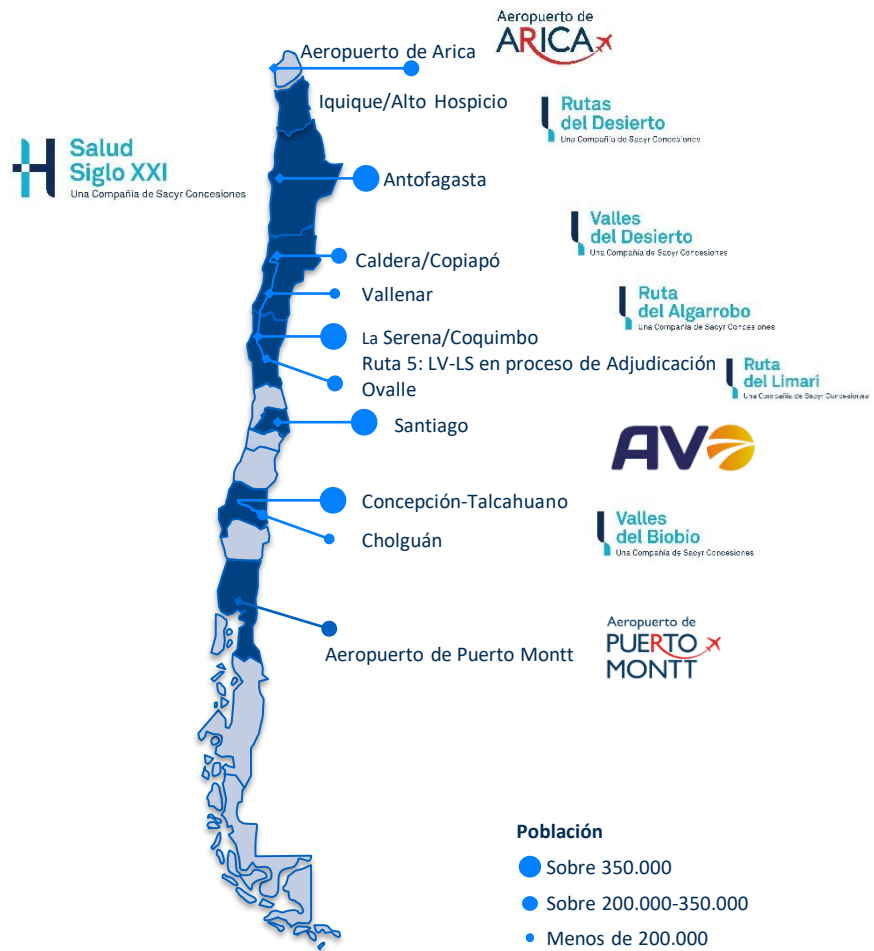 Aeropuerto de
ARICA
Aeropuerto de Arica
Iquique/Alto Hospicio
Rutas
del Desierto
Una Compañía de Sacyr Concesiones
Salud
Siglo XXI
Una Compañía de Sacyr Concesiones
Antofagasta
Valles
del Desierto
Una Compañía de Sacyr Concesiones
Caldera/Copiapó
Vallenar
Ruta
del Algarrobo
Una Compañía de Sacyr Concesiones
La Serena/Coquimbo
Ruta 5: LV-LS en proceso de Adjudicación
Ovalle
Ruta
del Limarí
Una Compañía de Sacyr Concesiones
Santiago
AVO
Concepción-Talcahuano
Cholguán
Valles
del Biobio
Una Compañía de Sacyr Concesiones
Aeropuerto de
PUERTO
MONTT
Aeropuerto de Puerto Montt
Población
Sobre 350.000
Sobre 200.000-350.000
Menos de 200.000